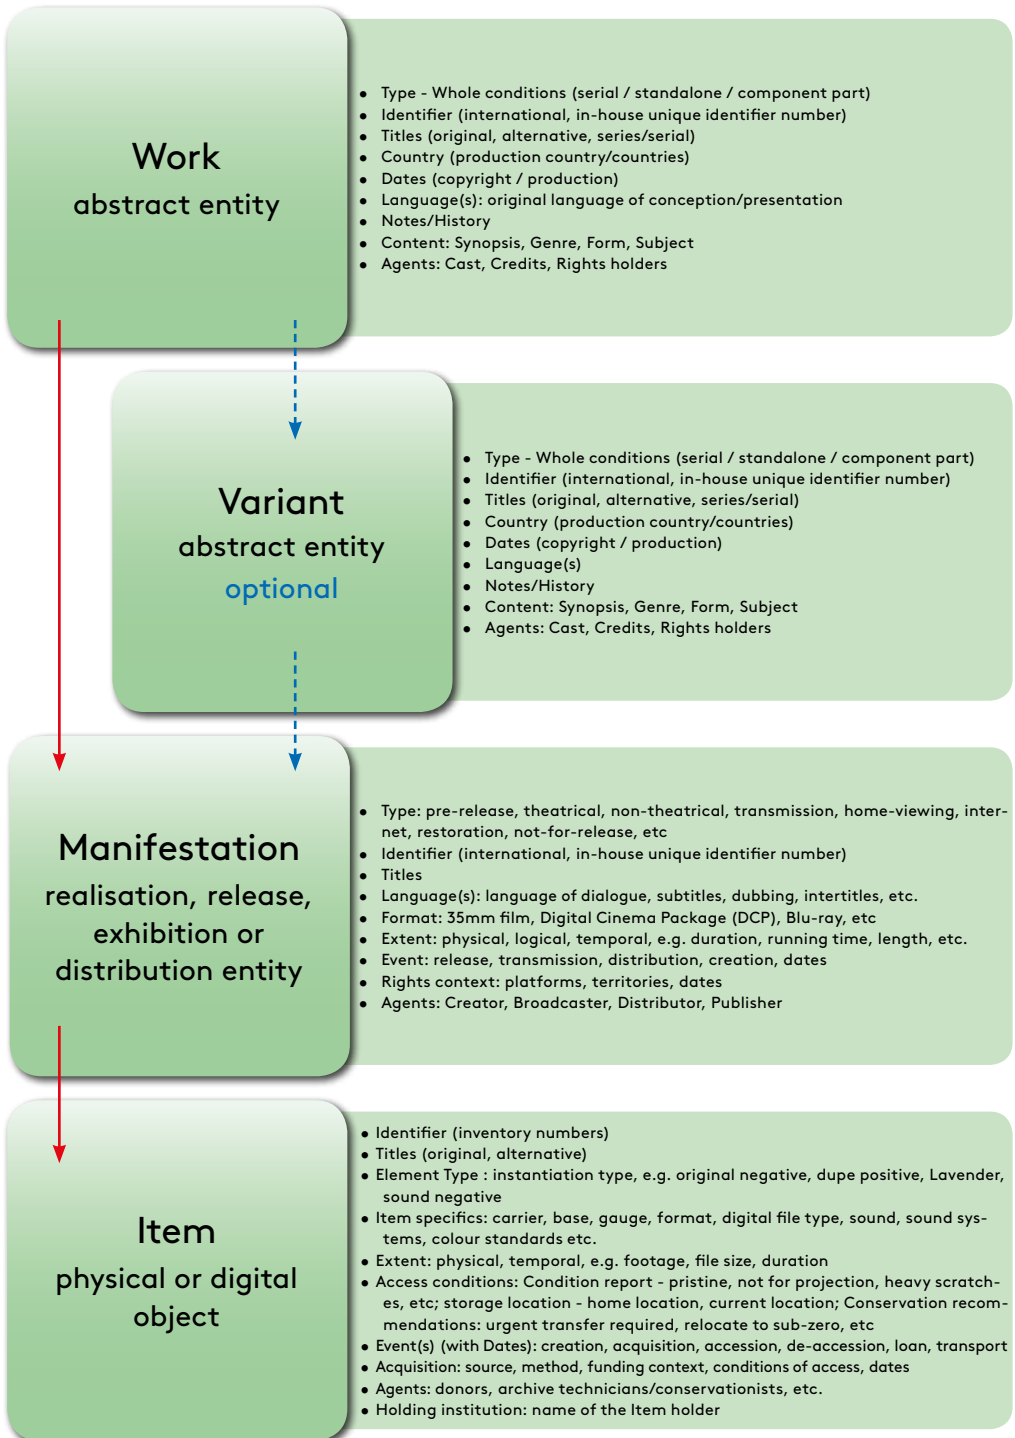 Work
abstract entity
• Type - Whole conditions (serial / standalone / component part)
• Identifier (international, in-house unique identifier number)
• Titles (original, alternative, series/serial)
• Country (production country/countries)
• Dates (copyright / production)
• Language(s): original language of conception/presentation
• Notes/History
• Content: Synopsis, Genre, Form, Subject
• Agents: Cast, Credits, Rights holders
Variant
abstract entity
optional
• Type - Whole conditions (serial / standalone / component part)
• Identifier (international, in-house unique identifier number)
• Titles (original, alternative, series/serial)
• Country (production country/countries)
• Dates (copyright / production)
• Language(s)
• Notes/History
• Content: Synopsis, Genre, Form, Subject
• Agents: Cast, Credits, Rights holders
Manifestation
realisation, release,
exhibition or
distribution entity
• Type: pre-release, theatrical, non-theatrical, transmission, home-viewing, inter-
net, restoration, not-for-release, etc
• Identifier (international, in-house unique identifier number)
• Titles
• Language(s): language of dialogue, subtitles, dubbing, intertitles, etc.
• Format: 35mm film, Digital Cinema Package (DCP), Blu-ray, etc
• Extent: physical, logical, temporal, e.g. duration, running time, length, etc.
• Event: release, transmission, distribution, creation, dates
• Rights context: platforms, territories, dates
• Agents: Creator, Broadcaster, Distributor, Publisher
Item
physical or digital
object
• Identifier (inventory numbers)
• Titles (original, alternative)
• Element Type : instantiation type, e.g. original negative, dupe positive, Lavender,
sound negative
• Item specifics: carrier, base, gauge, format, digital file type, sound, sound sys-
tems, colour standards etc.
• Extent: physical, temporal, e.g. footage, file size, duration
• Access conditions: Condition report - pristine, not for projection, heavy scratch-
es, etc; storage location - home location, current location; Conservation recom-
mendations: urgent transfer required, relocate to sub-zero, etc
• Event(s) (with Dates): creation, acquisition, accession, de-accession, loan, transport
• Acquisition: source, method, funding context, conditions of access, dates
• Agents: donors, archive technicians/conservationists, etc.
• Holding institution: name of the Item holder